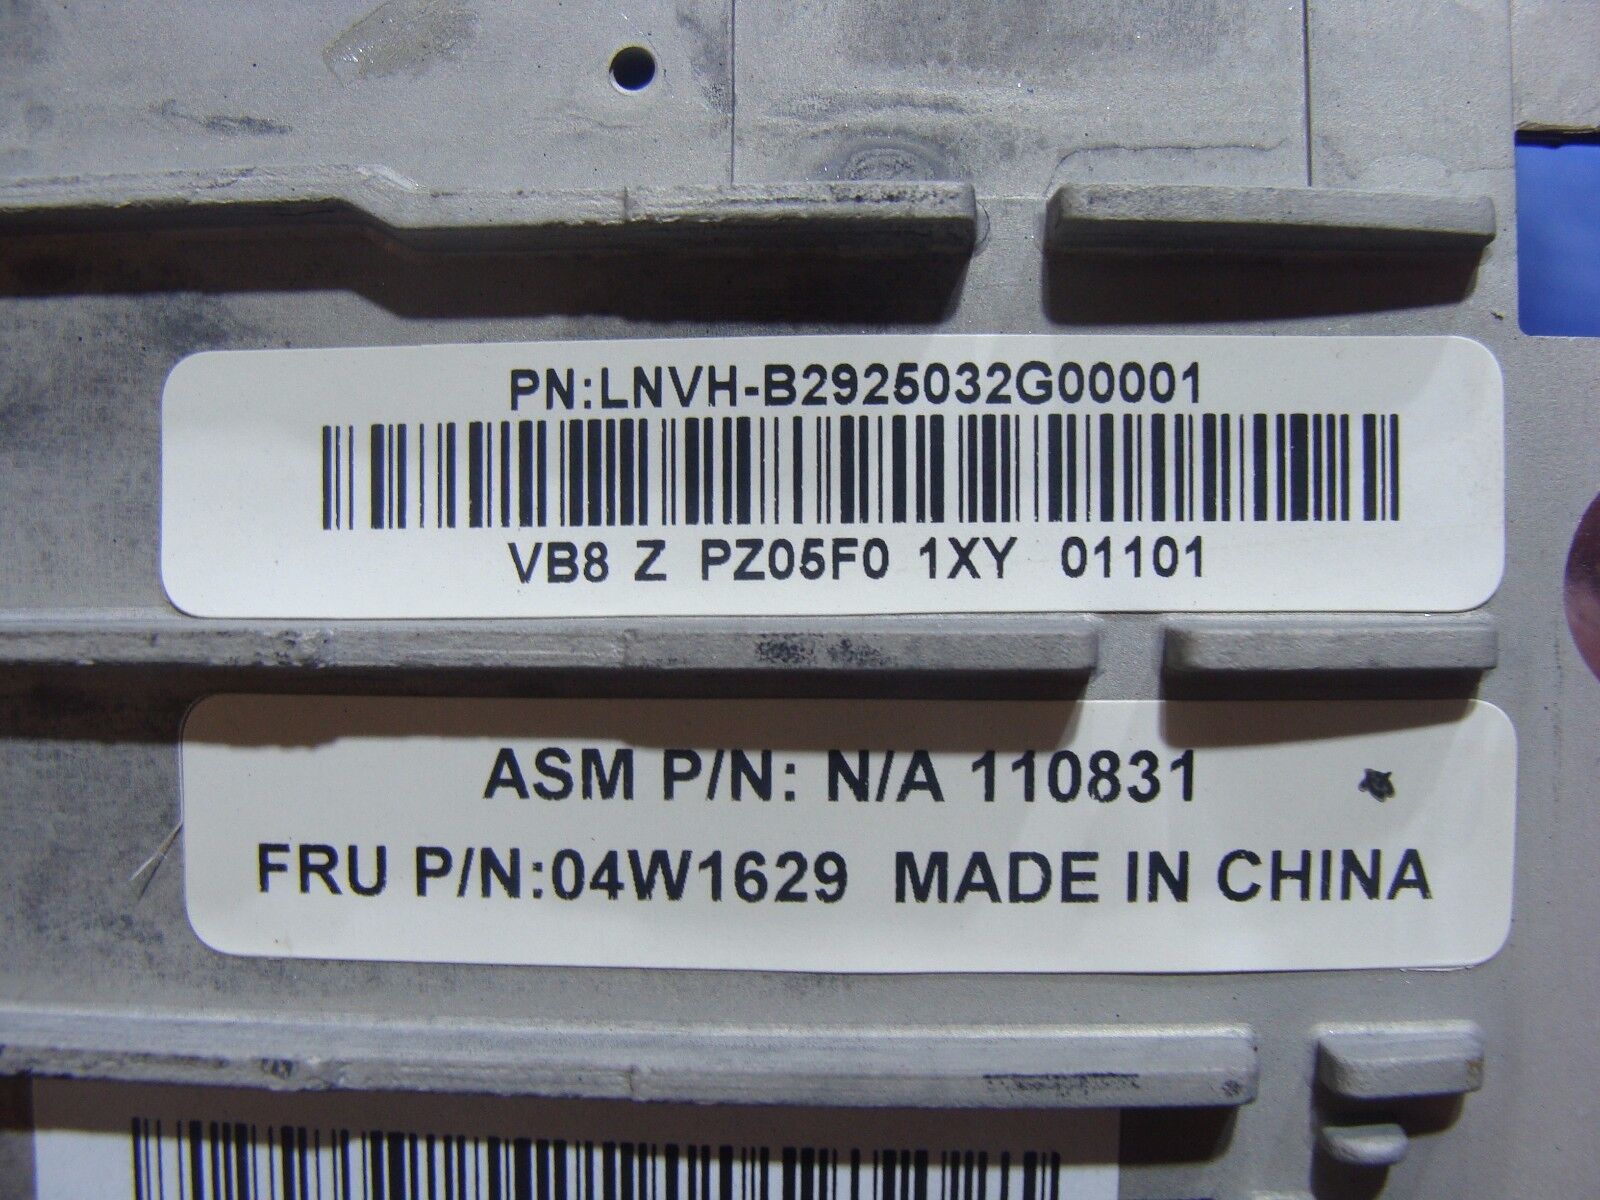 PN:LNVH-B2925032G00001
VB8 Z PZ05F0 1XY 01101
ASM P/N: N/A 110831
FRU P/N:04W1629 MADE IN CHINA